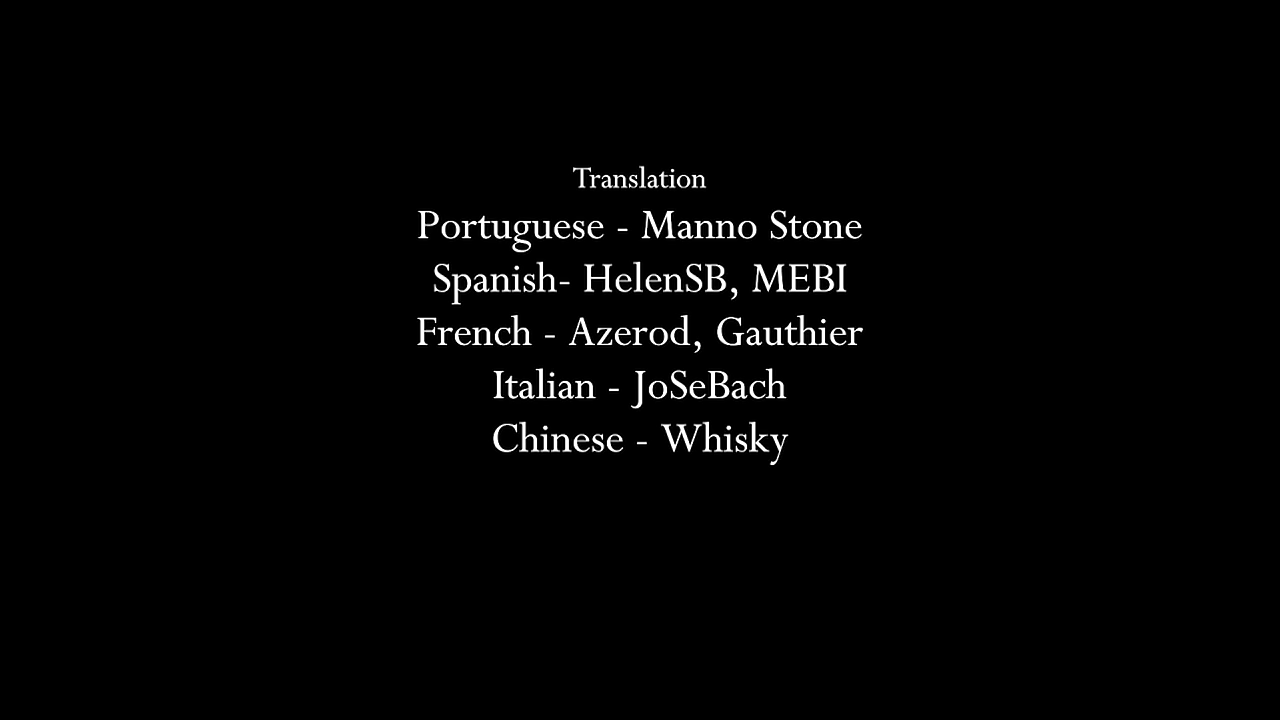 Translation
Portuguese - Manno Stone
Spanish- HelenSB, MEBI
French - Azerod, Gauthier
Italian - JoSeBach
Chinese - Whisky